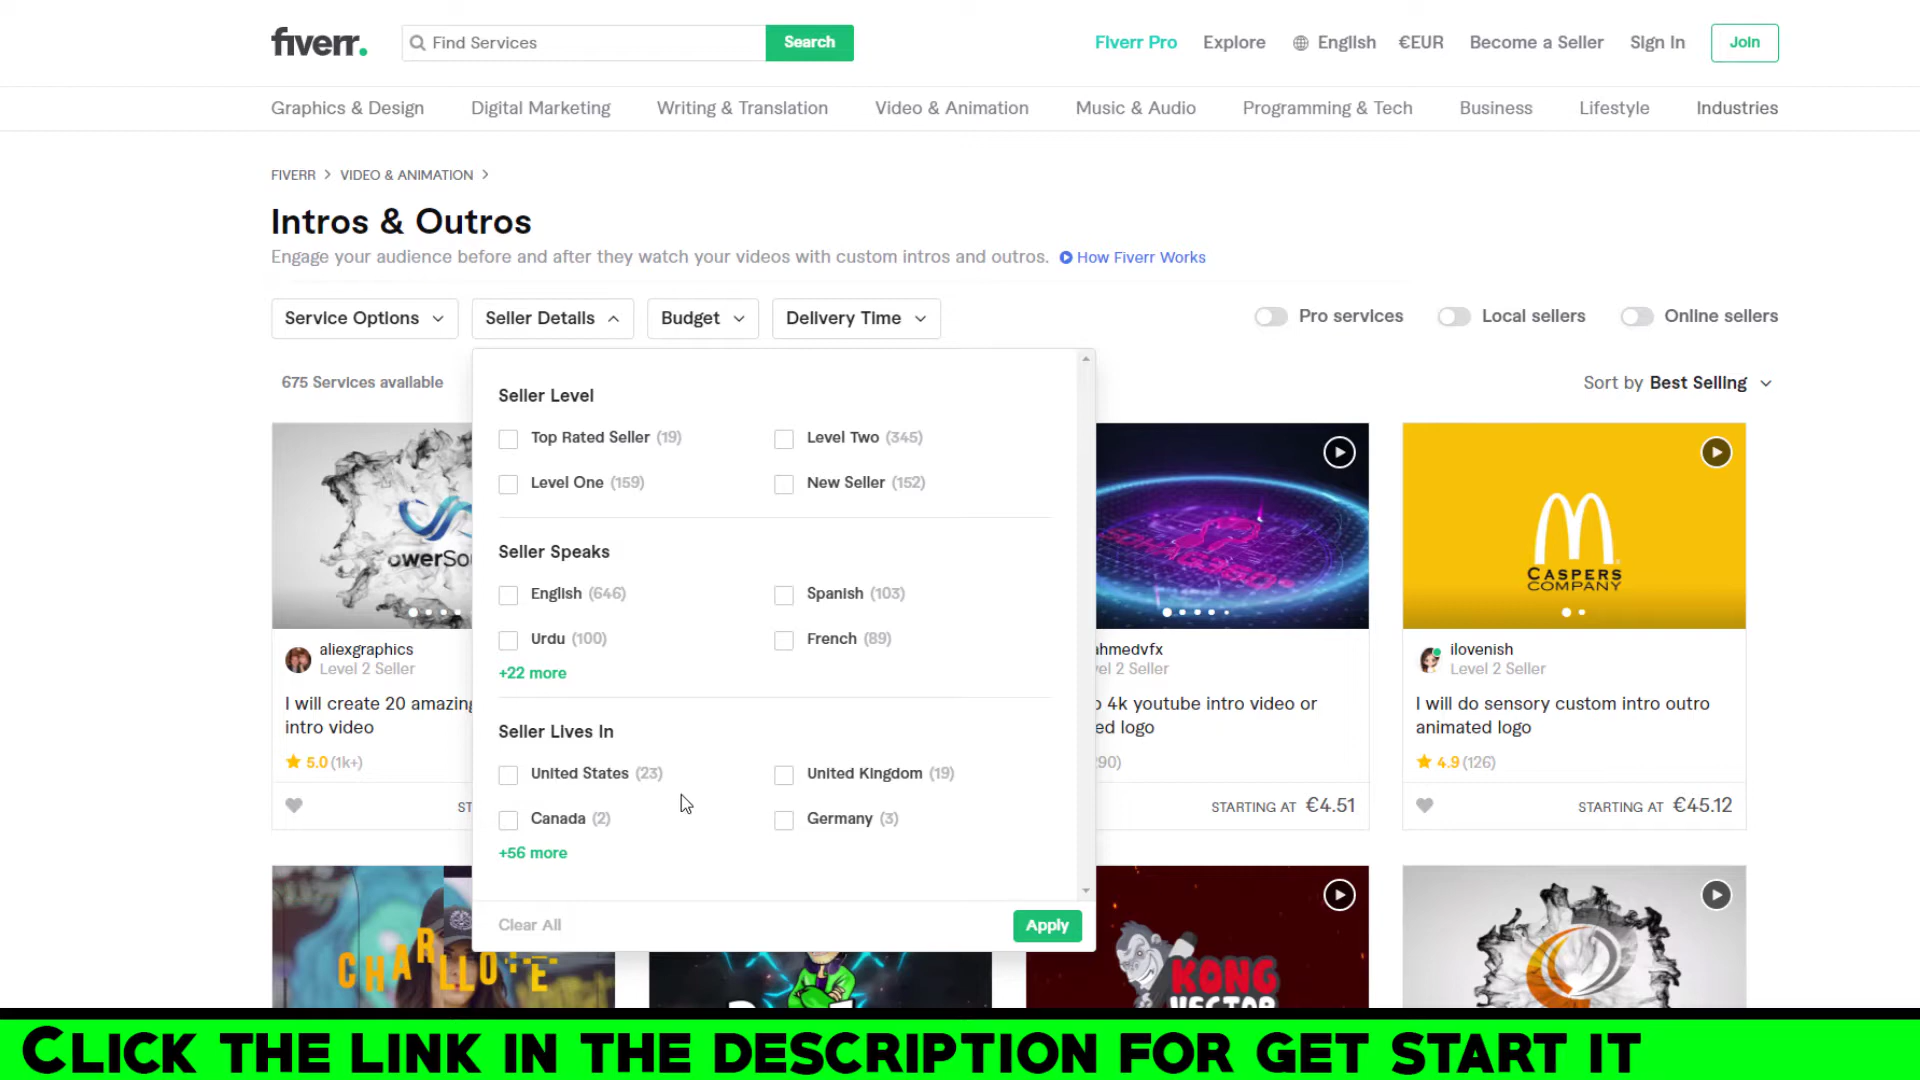 fiverr.
Find Services
Search
Fiverr Pro
Explore
English
€EUR
Become a Seller
Sign In
Join
Graphics & Design
Digital Marketing
Writing & Translation
Video & Animation
Music & Audio
Programming & Tech
Business
Lifestyle
Industries
FIVERR > VIDEO & ANIMATION >
Intros & Outros
Engage your audience before and after they watch your videos with custom intros and outros.
How Fiverr Works
Service Options
Seller Details
Budget
Delivery Time
Pro services
Local sellers
Online sellers
675 Services available
Sort by Best Selling
Seller Level
Top Rated Seller (19)
Level Two (345)
Level One (159)
New Seller (152)
Seller Speaks
English (646)
Spanish (103)
Urdu (100)
French (89)
+22 more
Seller Lives In
United States (23)
United Kingdom (19)
Canada (2)
Germany (3)
+56 more
Clear All
Apply
owerSo
aliexgraphics
Level 2 Seller
I will create 20 amazing
intro video
5.0 (1k+)
ST
ahmedvfx
el 2 Seller
o 4k youtube intro video or
ed logo
90)
STARTING AT €4.51
CASPERS
COMPANY
ilovenish
Level 2 Seller
I will do sensory custom intro outro
animated logo
4.9 (126)
STARTING AT €45.12
CHARLLOTE
KONG
VECTOR
CLICK THE LINK IN THE DESCRIPTION FOR GET START IT